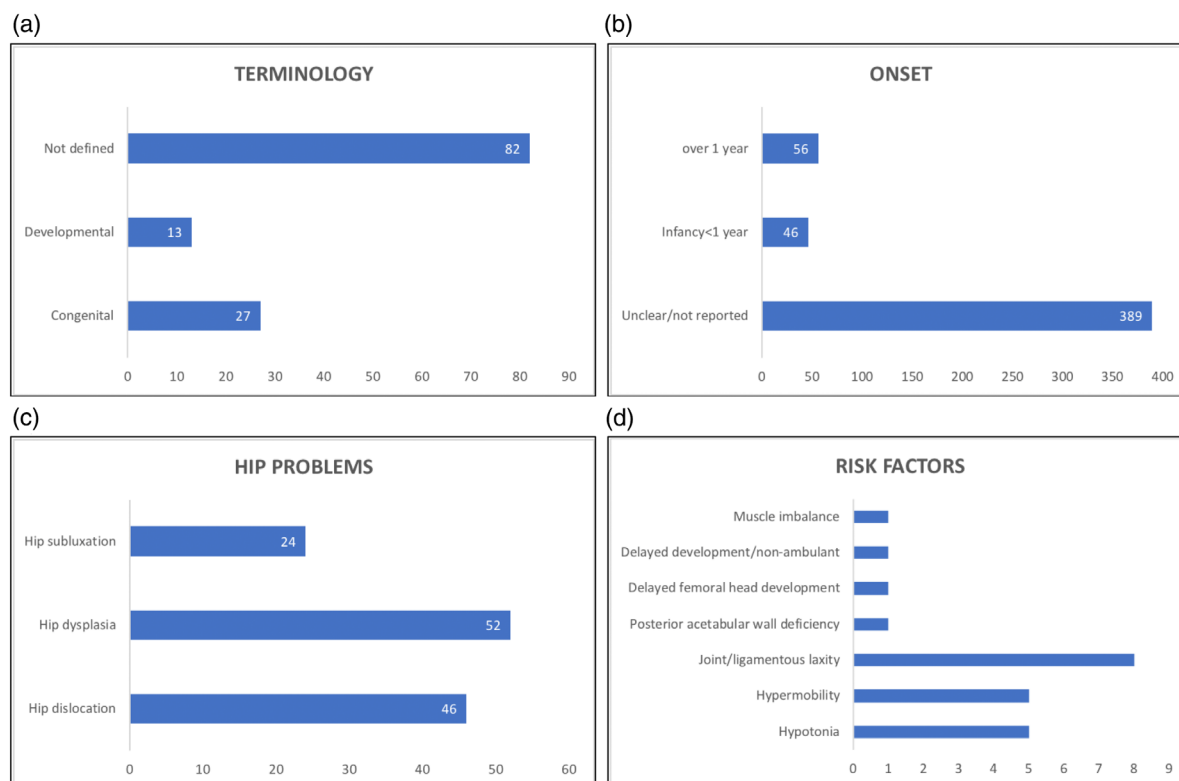 (a)
TERMINOLOGY
Not defined
82
Developmental
13
Congenital
27
0 10 20 30 40 50 60 70 80 90
(b)
ONSET
over 1 year
56
Infancy<1 year
46
Unclear/not reported
389
0 50 100 150 200 250 300 350 400
(c)
HIP PROBLEMS
Hip subluxation
24
Hip dysplasia
52
Hip dislocation
46
0 10 20 30 40 50 60
(d)
RISK FACTORS
Muscle imbalance
Delayed development/non-ambulant
Delayed femoral head development
Posterior acetabular wall deficiency
Joint/ligamentous laxity
Hypermobility
Hypotonia
0 1 2 3 4 5 6 7 8 9